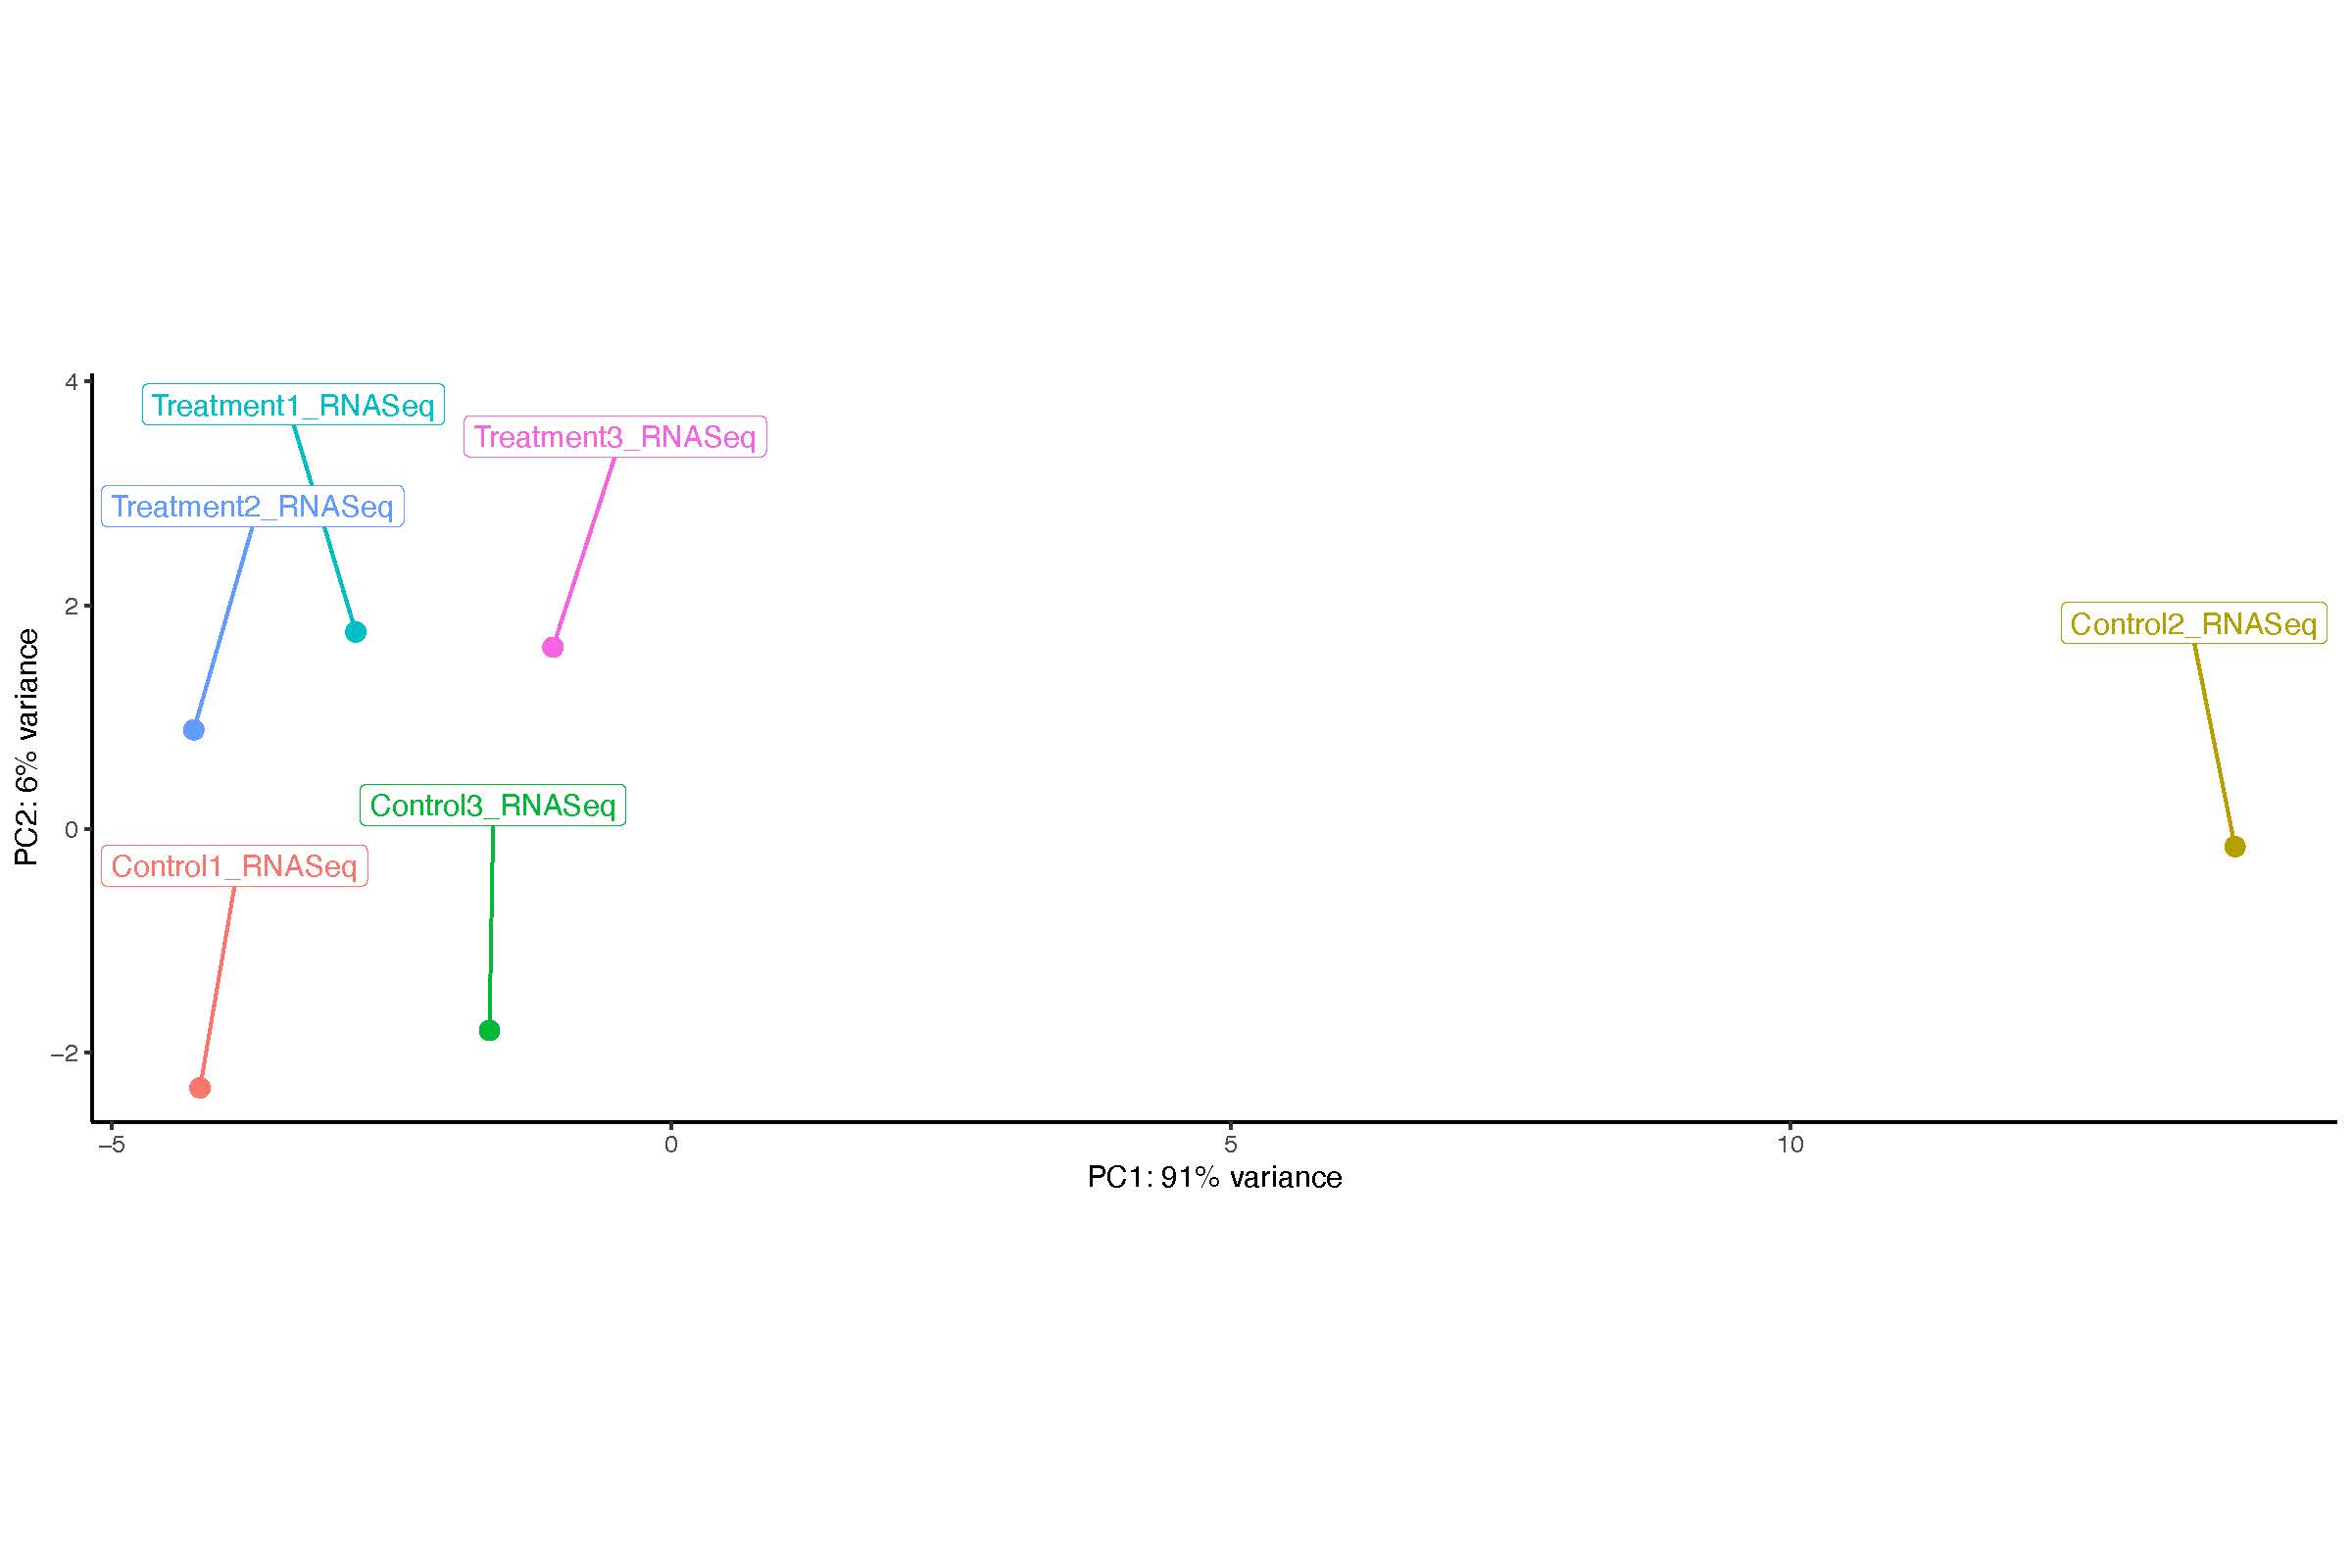 4
Treatment1_RNASeq
Treatment3_RNASeq
Treatment2_RNASeq
2
Control2_RNASeq
PC2: 6% variance
Control3_RNASeq
0
Control1_RNASeq
−2
−5
0
5
10
PC1: 91% variance